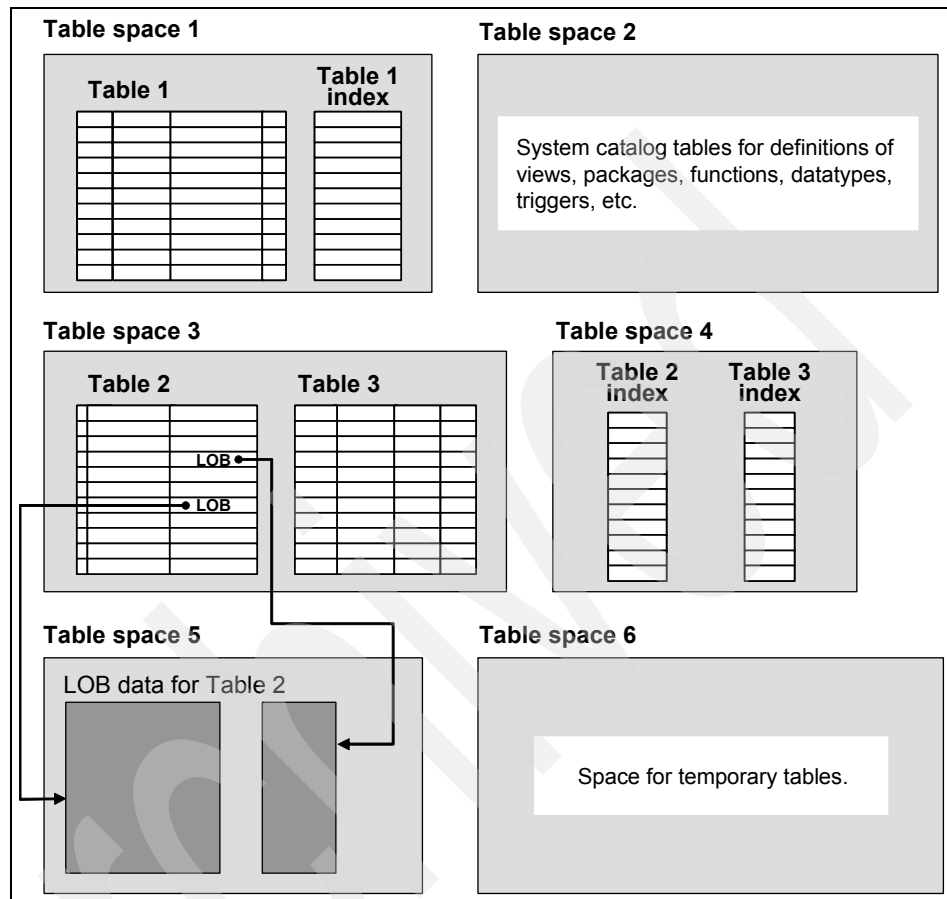 Table space 1
Table space 2
Table 1
Table 1
index
System catalog tables for definitions of
views, packages, functions, datatypes,
triggers, etc.
Table space 3
Table space 4
Table 2
Table 3
LOB
LOB
Table 2
index
Table 3
index
Table space 5
Table space 6
LOB data for Table 2
Space for temporary tables.